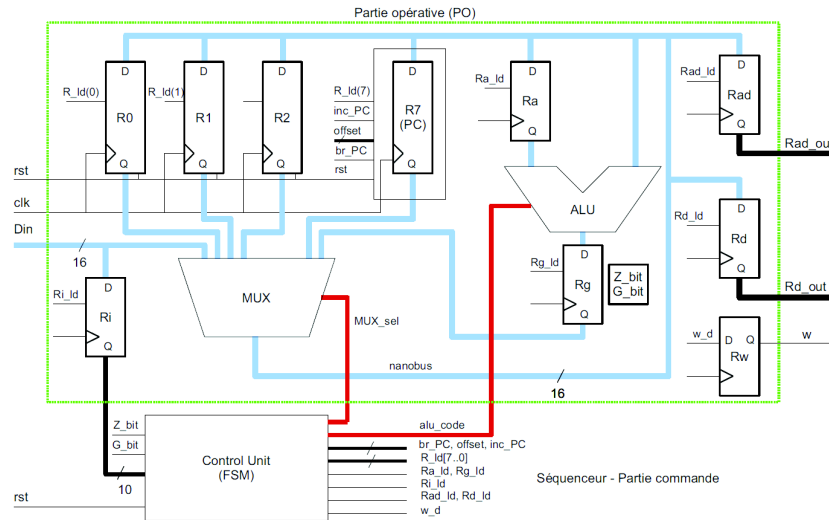 Partie opérative (PO)
D
R_ld(0)
R0
Q
D
R_ld(1)
R1
Q
D
R2
Q
R_ld(7)
inc_PC
offset
br_PC
rst
D
R7
(PC)
Q
Ra_ld
D
Ra
Q
Rad_ld
D
Rad
Q
Rad_out
rst
clk
Din
16
ALU
Rd_ld
D
Rd
Q
Rd_out
Ri_ld
D
Ri
Q
MUX
MUX_sel
Rg_ld
D
Rg
Q
Z_bit
G_bit
nanobus
16
w_d
D Q
Rw
w
Z_bit
G_bit
10
rst
Control Unit
(FSM)
alu_code
br_PC, offset, inc_PC
R_ld[7..0]
Ra_ld, Rg_ld
Ri_ld
Rad_ld, Rd_ld
w_d
Séquenceur - Partie commande